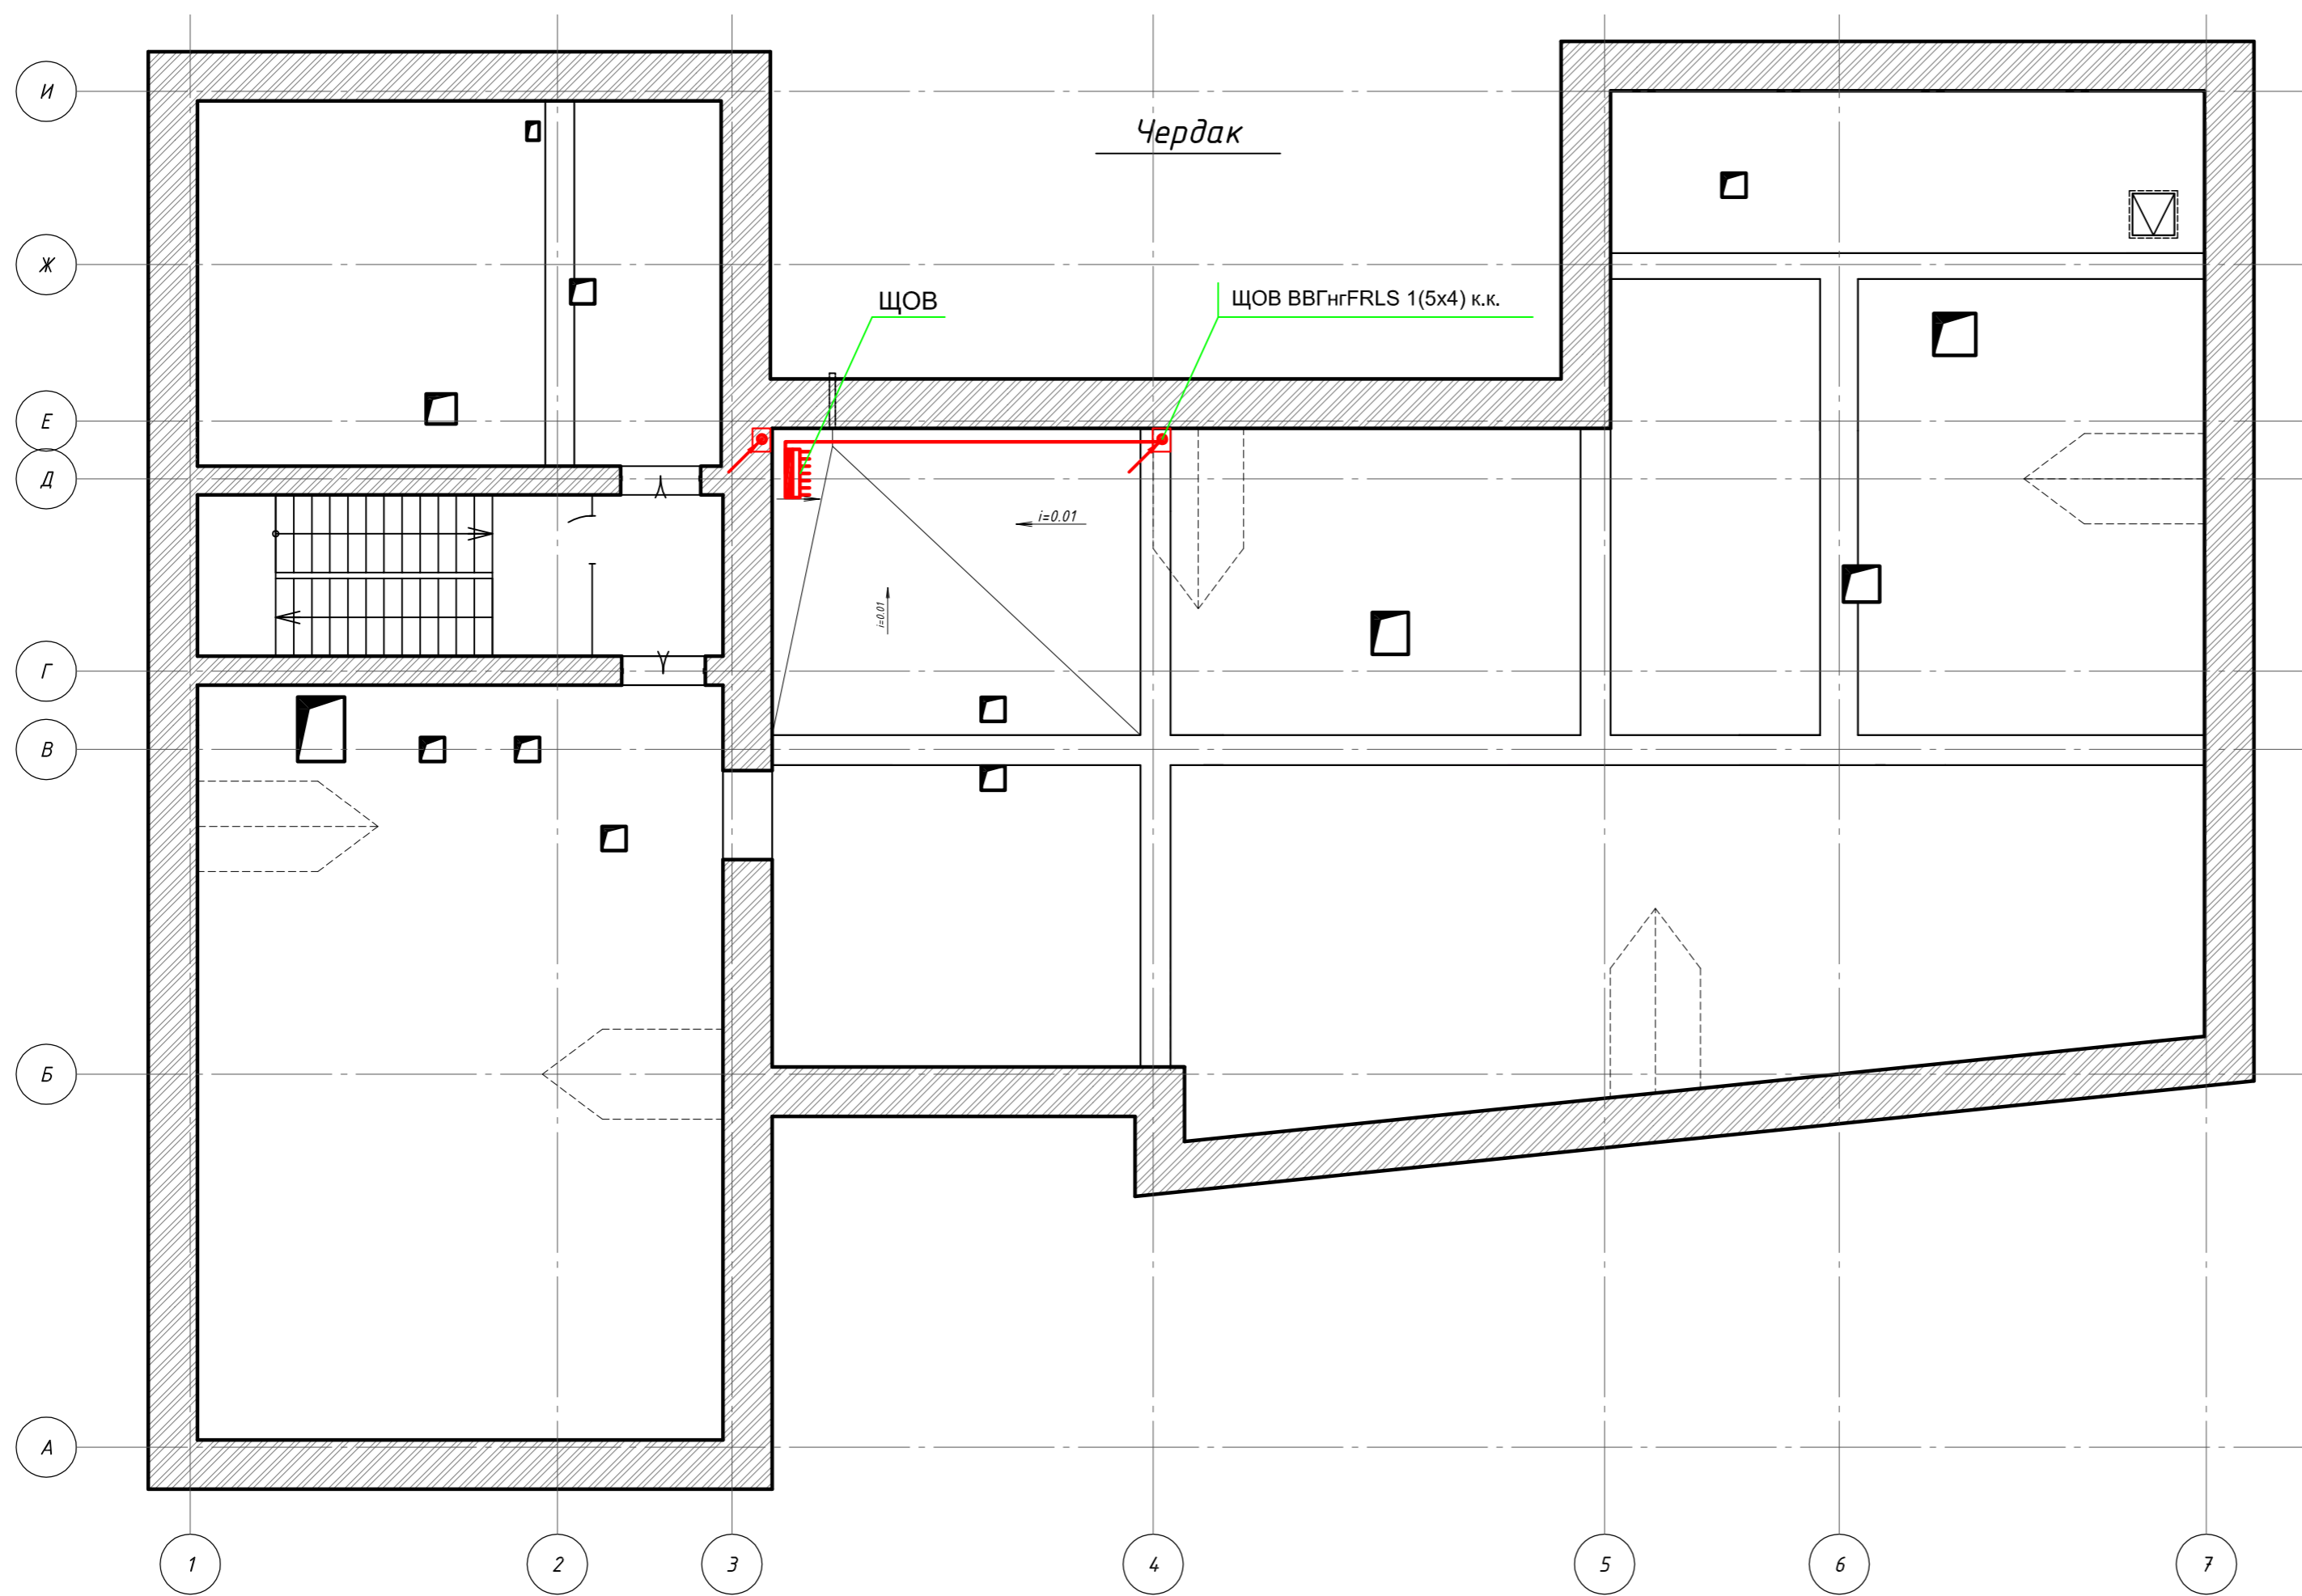 И
Чердак
Ж
ЩОВ
ЩОВ ВВГнгFRLS 1(5х4) к.к.
Е
Д
i=0.01
i=0.01
Г
В
Б
А
1
2
3
4
5
6
7